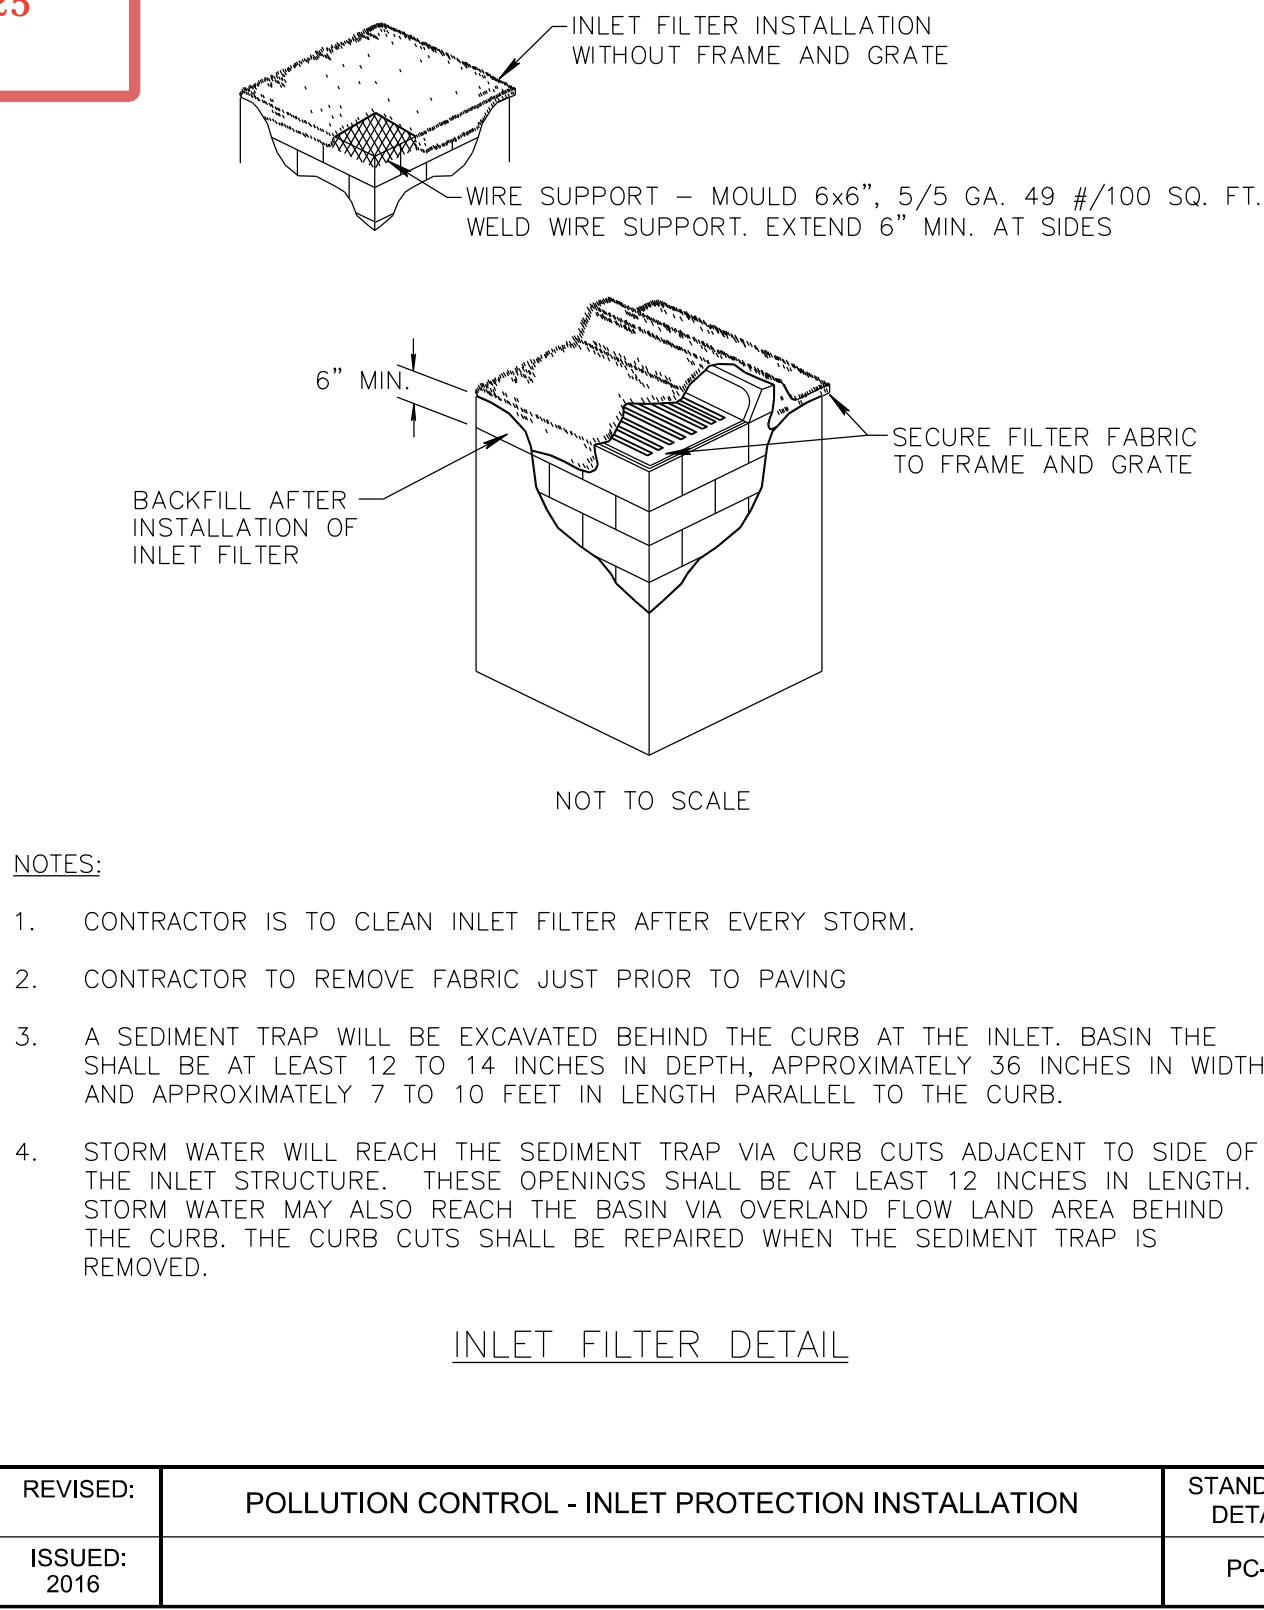 25
INLET FILTER INSTALLATION
WITHOUT FRAME AND GRATE
WIRE SUPPORT – MOULD 6x6", 5/5 GA. 49 #/100 SQ. FT.
WELD WIRE SUPPORT. EXTEND 6" MIN. AT SIDES
6" MIN.
SECURE FILTER FABRIC
TO FRAME AND GRATE
BACKFILL AFTER
INSTALLATION OF
INLET FILTER
NOT TO SCALE
NOTES:
1. CONTRACTOR IS TO CLEAN INLET FILTER AFTER EVERY STORM.
2. CONTRACTOR TO REMOVE FABRIC JUST PRIOR TO PAVING
3. A SEDIMENT TRAP WILL BE EXCAVATED BEHIND THE CURB AT THE INLET. BASIN THE
SHALL BE AT LEAST 12 TO 14 INCHES IN DEPTH, APPROXIMATELY 36 INCHES IN WIDTH
AND APPROXIMATELY 7 TO 10 FEET IN LENGTH PARALLEL TO THE CURB.
4. STORM WATER WILL REACH THE SEDIMENT TRAP VIA CURB CUTS ADJACENT TO SIDE OF
THE INLET STRUCTURE. THESE OPENINGS SHALL BE AT LEAST 12 INCHES IN LENGTH.
STORM WATER MAY ALSO REACH THE BASIN VIA OVERLAND FLOW LAND AREA BEHIND
THE CURB. THE CURB CUTS SHALL BE REPAIRED WHEN THE SEDIMENT TRAP IS
REMOVED.
INLET FILTER DETAIL
REVISED:
POLLUTION CONTROL - INLET PROTECTION INSTALLATION
ISSUED:
2016
PC-